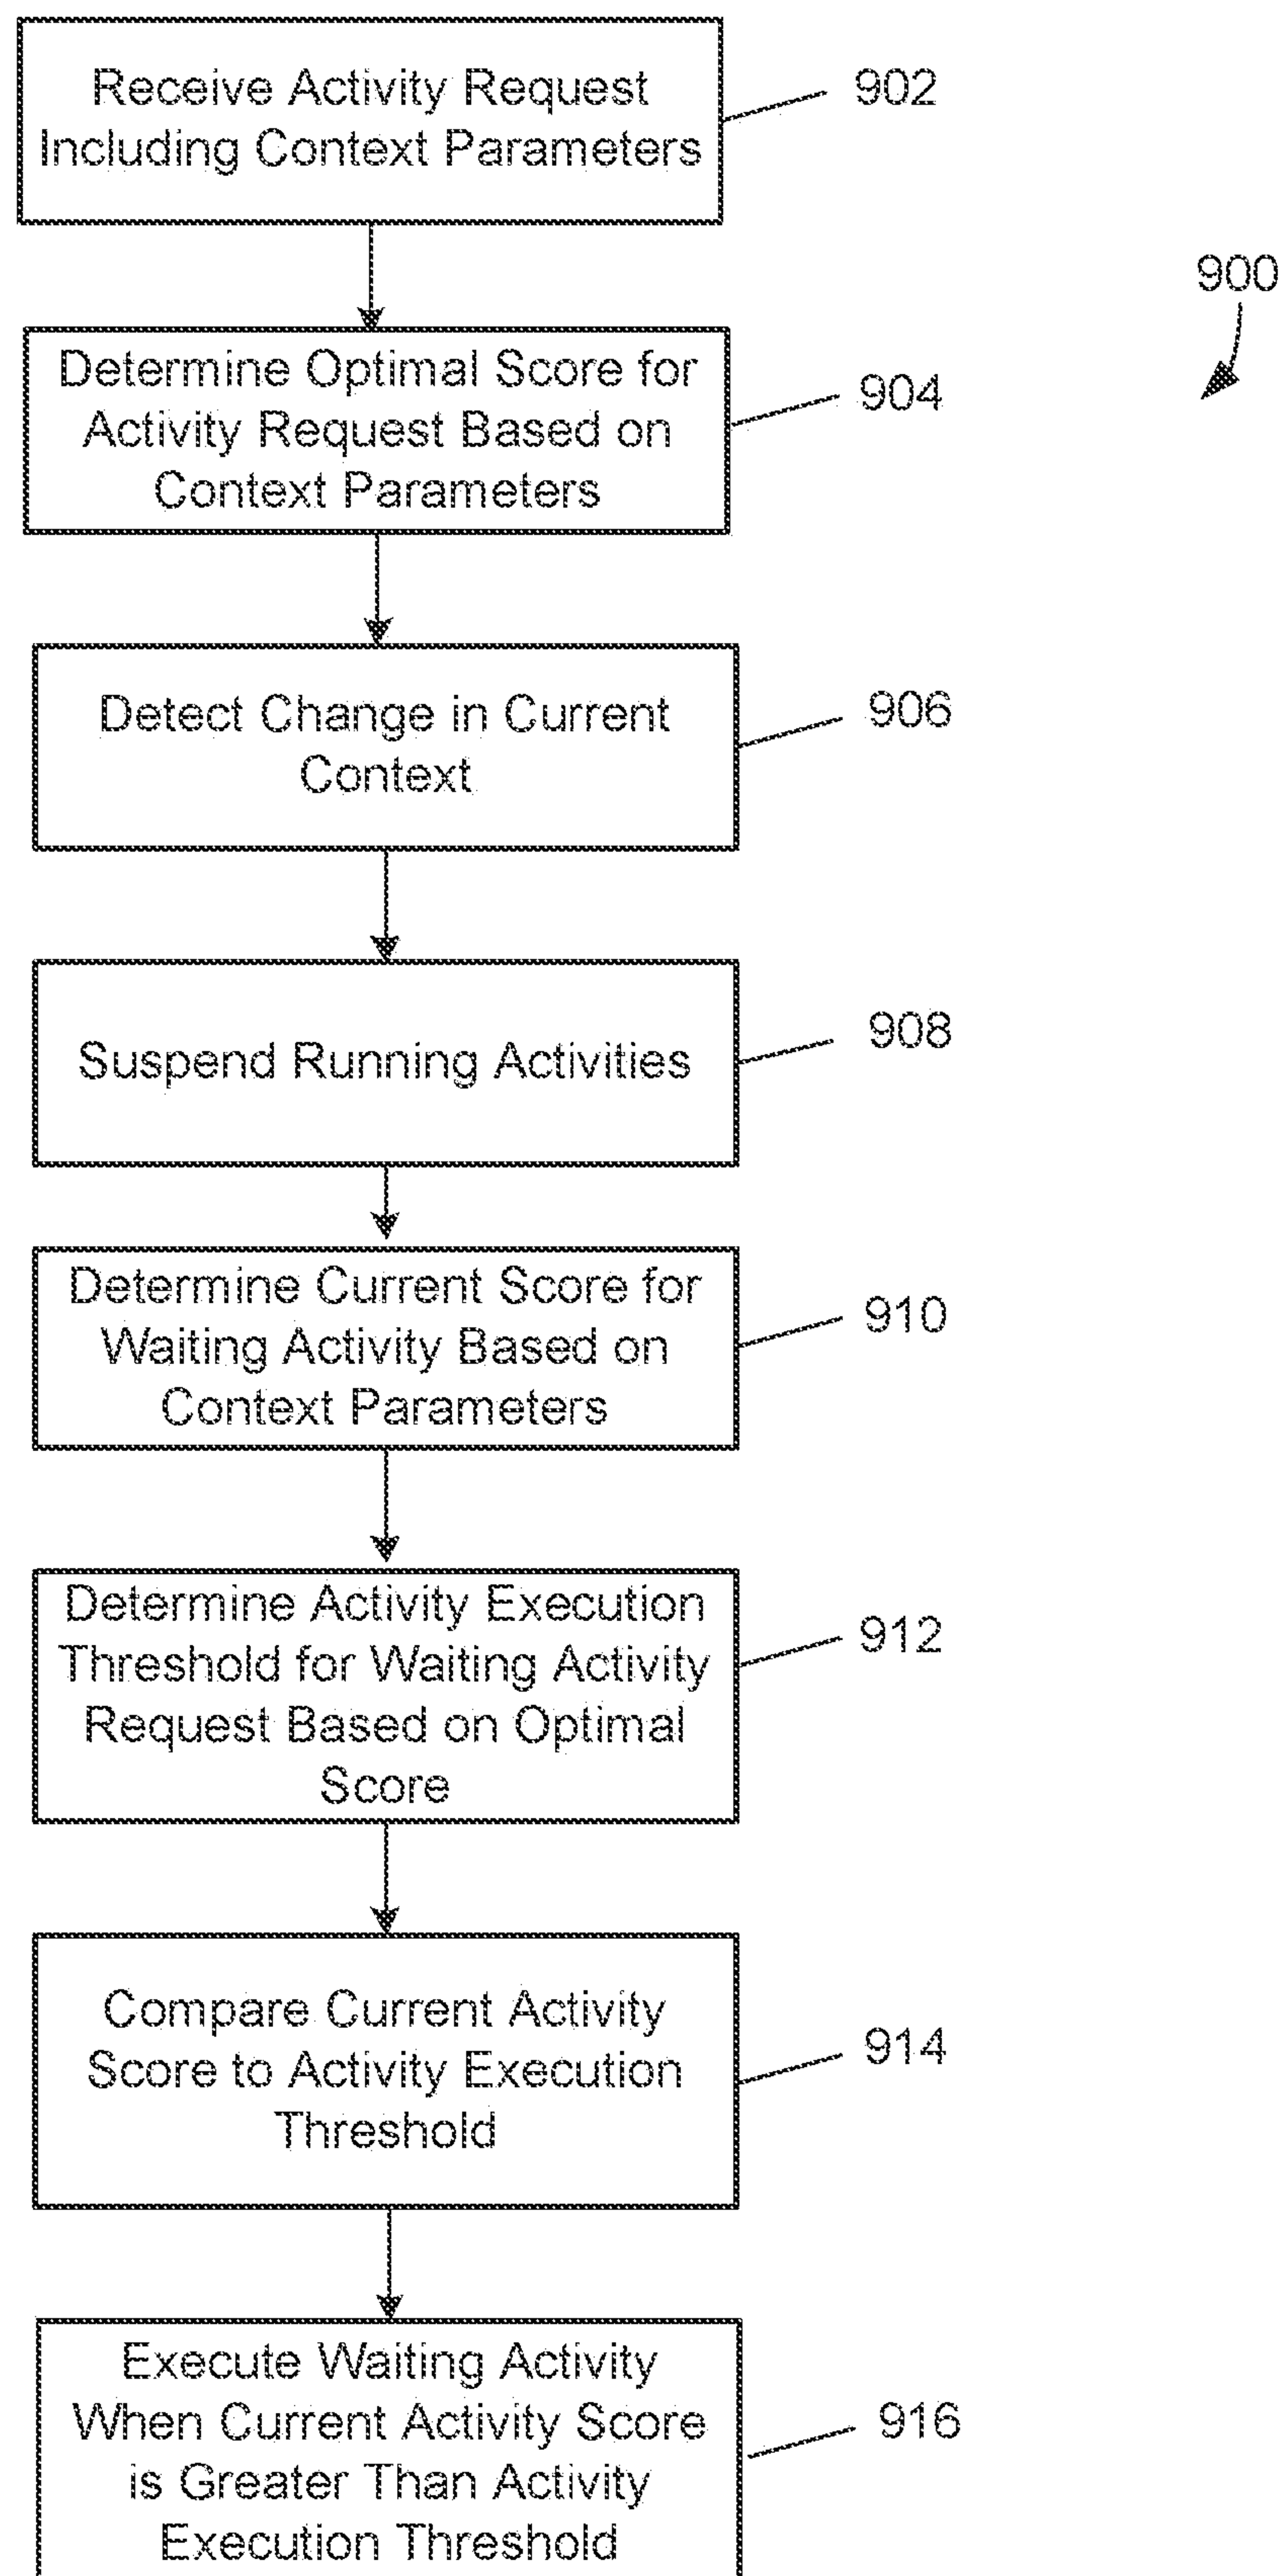 Receive Activity Request
Including Context Parameters
902
900
Determine Optimal Score for
Activity Request Based on
Context Parameters
904
Detect Change in Current
Context
906
Suspend Running Activities
908
Determine Current Score for
Waiting Activity Based on
Context Parameters
910
Determine Activity Execution
Threshold for Waiting Activity
Request Based on Optimal
Score
912
Compare Current Activity
Score to Activity Execution
Threshold
914
Execute Waiting Activity
When Current Activity Score
is Greater Than Activity
Execution Threshold
916